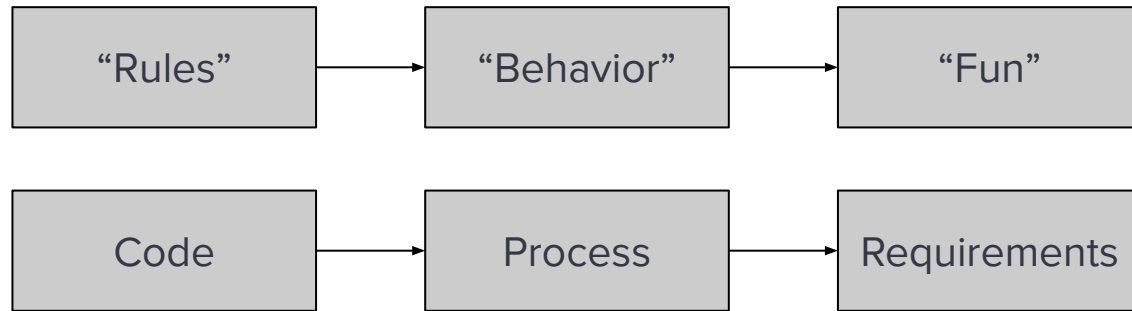 “Rules”
“Behavior”
“Fun”
Code
Process
Requirements